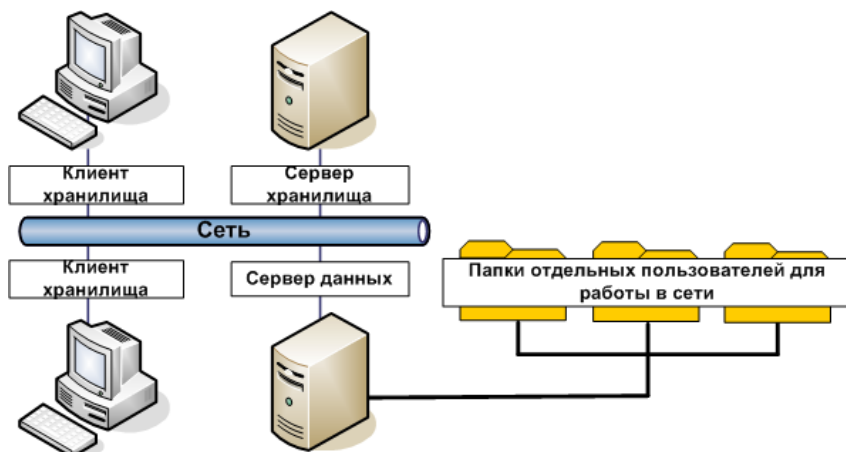 Клиент
хранилища
Сервер
хранилища
Сеть
Клиент
хранилища
Сервер данных
Папки отдельных пользователей для
работы в сети